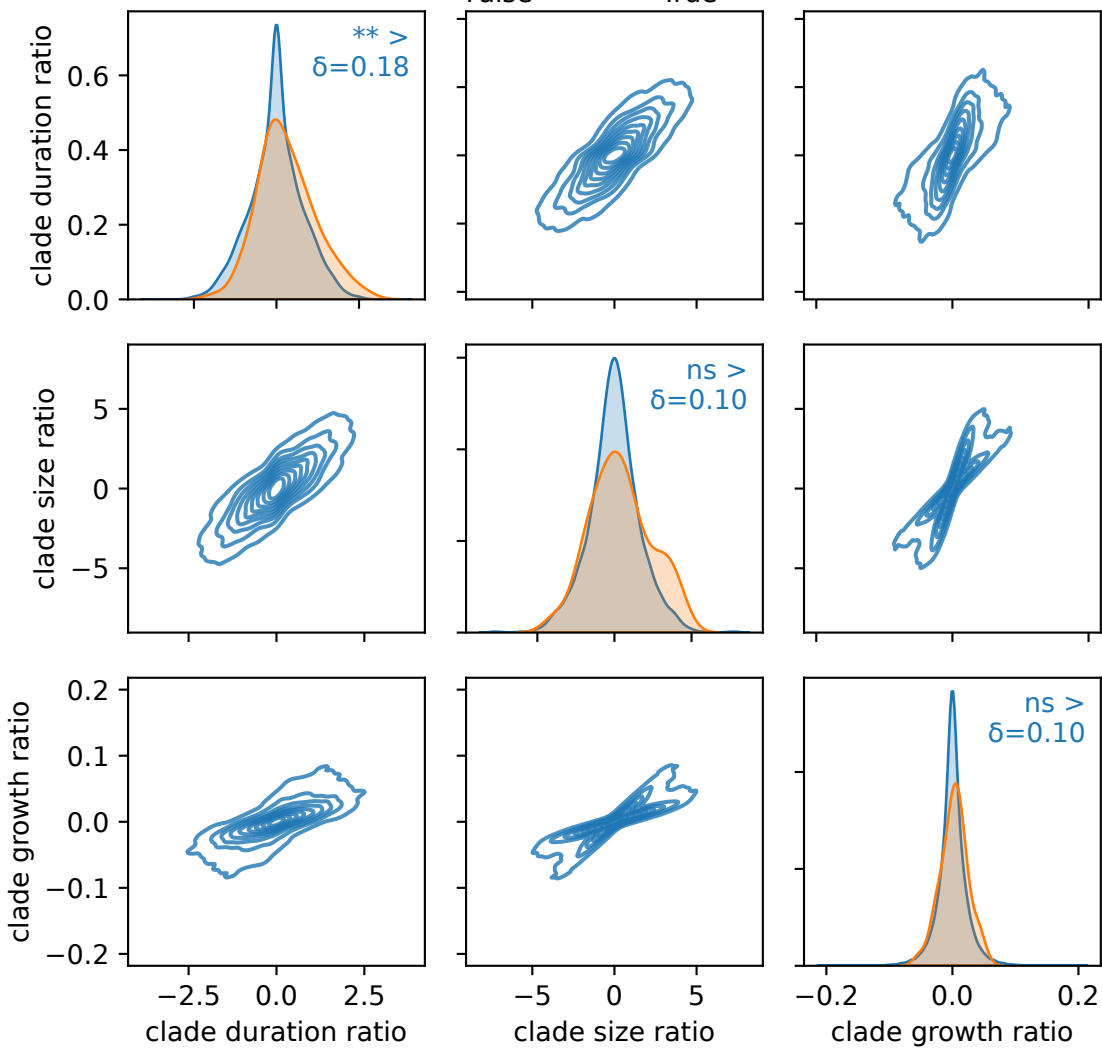 clade duration ratio
0.6
0.4
0.2
0.0
** >
δ=0.18
clade size ratio
5
0
−5
ns >
δ=0.10
clade growth ratio
0.2
0.1
0.0
−0.1
−0.2
ns >
δ=0.10
−2.5 0.0 2.5
−5 0 5
−0.2 0.0 0.2
clade duration ratio
clade size ratio
clade growth ratio